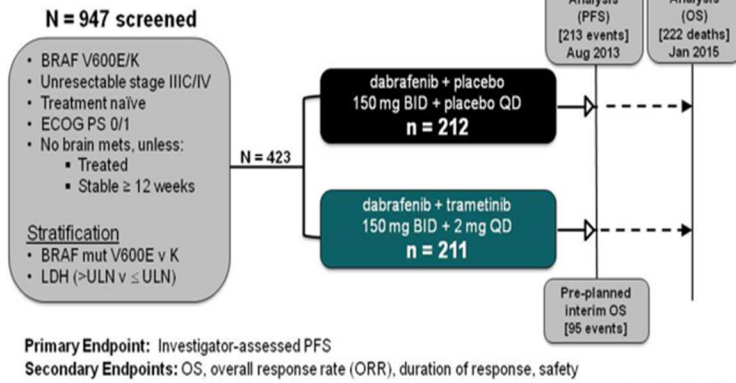 N = 947 screened
• BRAF V600E/K
• Unresectable stage IIIC/IV
• Treatment naïve
• ECOG PS 0/1
• No brain mets, unless:
▪ Treated
▪ Stable ≥ 12 weeks
Stratification
• BRAF mut V600E v K
• LDH (>ULN v ≤ ULN)
N = 423
dabrafenib + placebo
150 mg BID + placebo QD
n = 212
dabrafenib + trametinib
150 mg BID + 2 mg QD
n = 211
Analysis
(PFS)
[213 events]
Aug 2013
Analysis
(OS)
[222 deaths]
Jan 2015
Pre-planned
interim OS
[95 events]
Primary Endpoint: Investigator-assessed PFS
Secondary Endpoints: OS, overall response rate (ORR), duration of response, safety